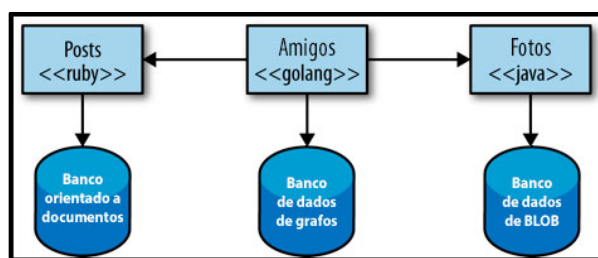 Posts
<<ruby>>
Amigos
<<golang>>
Fotos
<<java>>
Banco
orientado a
documentos
Banco
de dados
de grafos
Banco
de dados
de BLOB